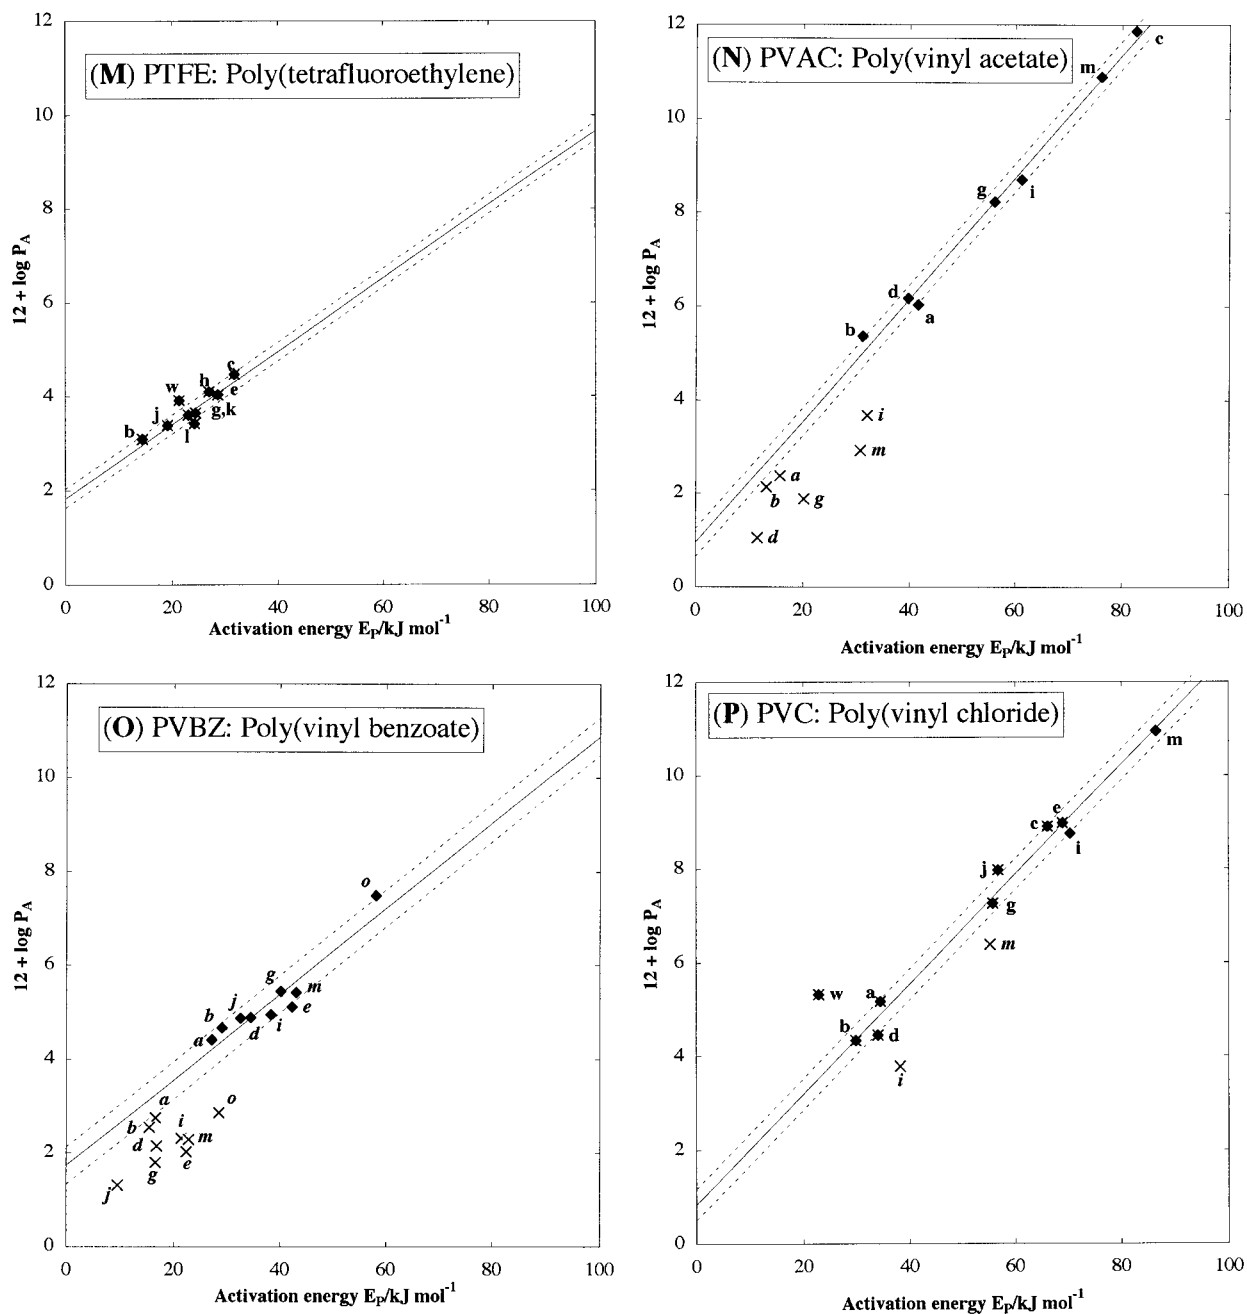 (M) PTFE: Poly(tetrafluoroethylene)
12
10
8
6
4
2
0
12 + log P_A
b
j
w
h
c
e
g,k
l
0 20 40 60 80 100
Activation energy E_P/kJ mol^-1
(N) PVAC: Poly(vinyl acetate)
12
10
8
6
4
2
0
12 + log P_A
c
m
g
i
d
a
b
i
m
a
b
g
d
0 20 40 60 80 100
Activation energy E_P/kJ mol^-1
(O) PVBZ: Poly(vinyl benzoate)
12
10
8
6
4
2
0
12 + log P_A
o
g
m
j
e
b
i
d
a
a
o
b
i
m
d
g
e
j
0 20 40 60 80 100
Activation energy E_P/kJ mol^-1
(P) PVC: Poly(vinyl chloride)
12
10
8
6
4
2
0
12 + log P_A
m
e
c
i
j
g
m
w
a
b
d
i
0 20 40 60 80 100
Activation energy E_P/kJ mol^-1